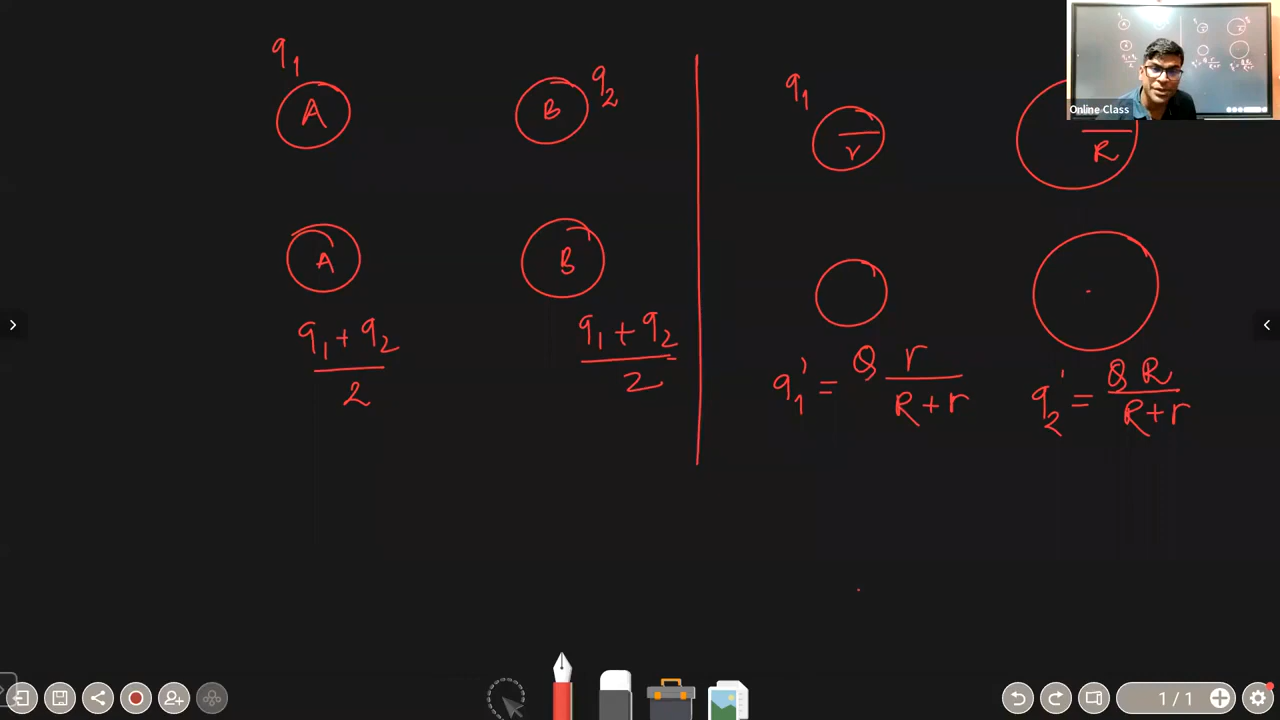 q₁
A
B q₂
A
B
(q₁ + q₂)/2
(q₁ + q₂)/2
q₁
r
R
q₁' = Q r/(R + r)
q₂' = Q R/(R + r)
Online Class
1/1